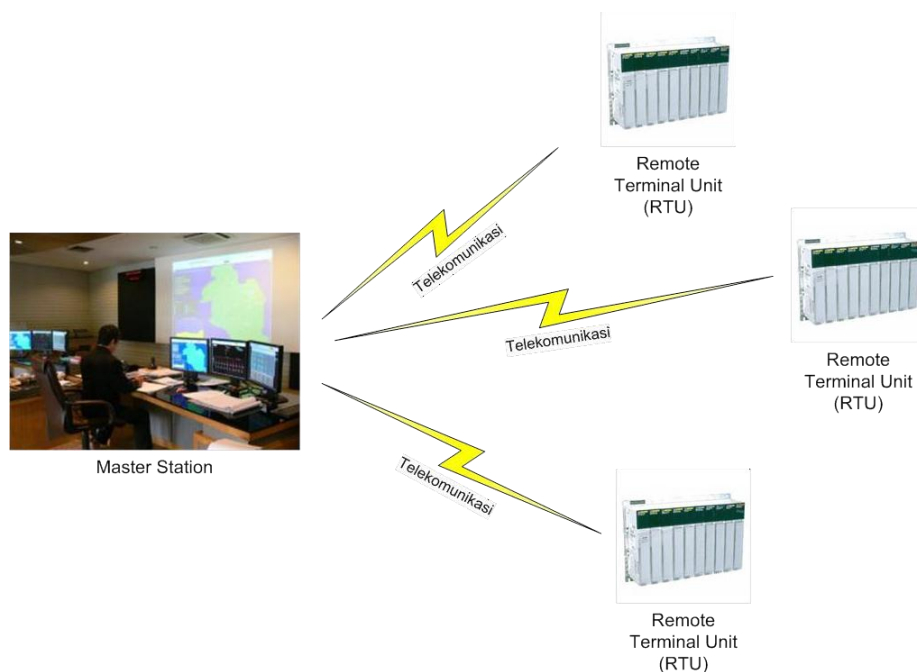 Remote
Terminal Unit
(RTU)
Telekomunikasi
Telekomunikasi
Remote
Terminal Unit
(RTU)
Master Station
Telekomunikasi
Remote
Terminal Unit
(RTU)